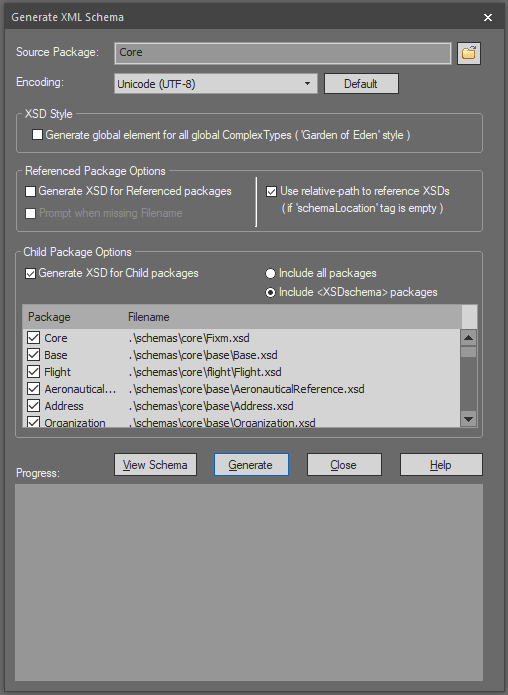 Generate XML Schema
Source Package: Core
Encoding: Unicode (UTF-8) Default
XSD Style
Generate global element for all global ComplexTypes ( 'Garden of Eden' style )
Referenced Package Options
Generate XSD for Referenced packages
Prompt when missing Filename
Use relative-path to reference XSDs
( if 'schemaLocation' tag is empty )
Child Package Options
Generate XSD for Child packages
Include all packages
Include <XSDschema> packages
Package Filename
Core .\schemas\core\Fixm.xsd
Base .\schemas\core\base\Base.xsd
Flight .\schemas\core\flight\Flight.xsd
Aeronautical... .\schemas\core\base\AeronauticalReference.xsd
Address .\schemas\core\base\Address.xsd
Organization .\schemas\core\base\Organization.xsd
View Schema Generate Close Help
Progress: